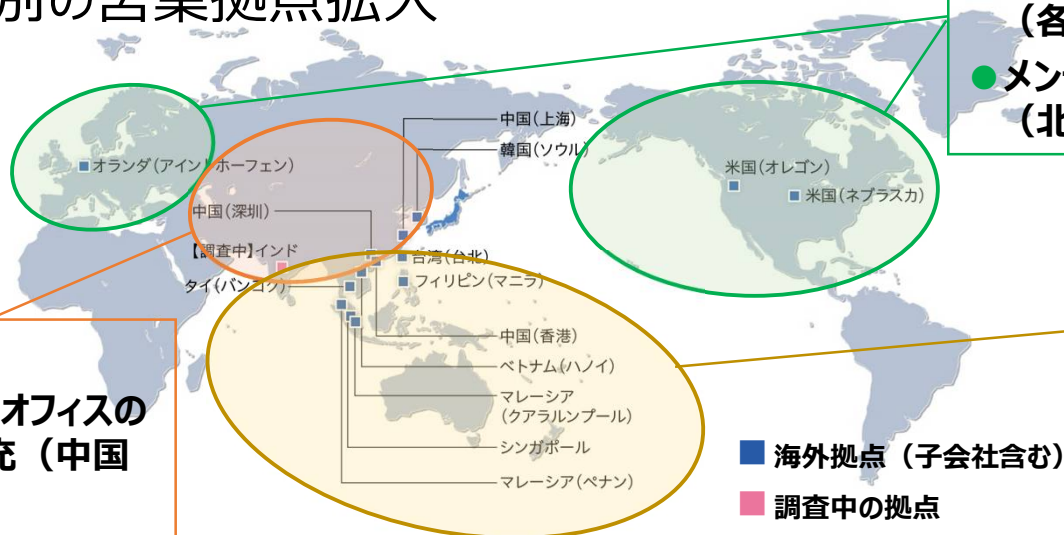 別の営業拠点拡大
（各
●メン
（北
中国（上海）
韓国（ソウル）
オランダ（アイントホーフェン）
米国（オレゴン）
米国（ネブラスカ）
中国（深圳）
【調査中】インド
台湾（台北）
タイ（バンコク）
フィリピン（マニラ）
中国（香港）
ベトナム（ハノイ）
マレーシア
（クアラルンプール）
シンガポール
マレーシア（ペナン）
オフィスの
充（中国
海外拠点（子会社含む）
調査中の拠点